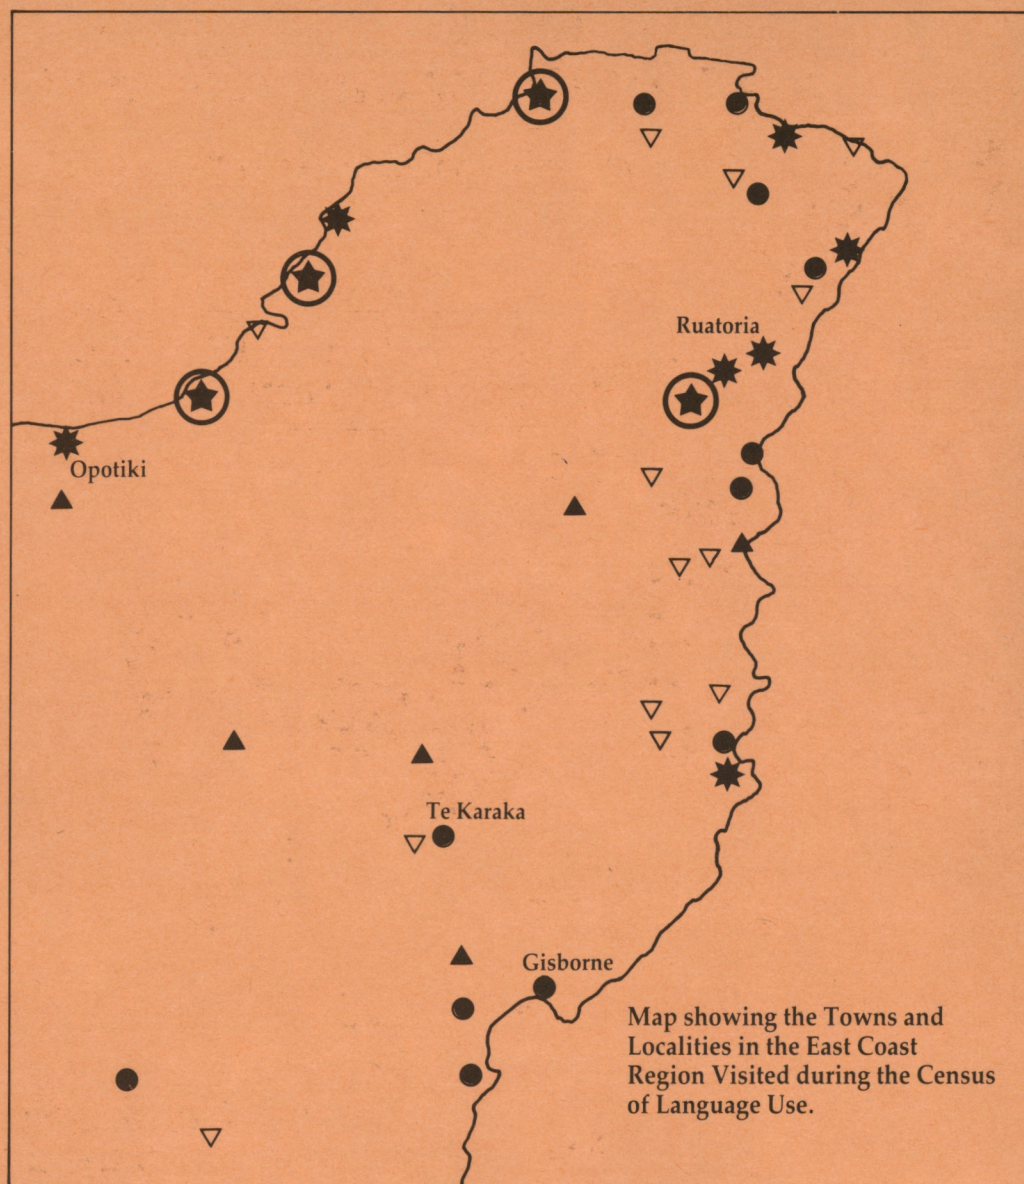 Ruatoria
Opotiki
Te Karaka
Gisborne
Map showing the Towns and
Localities in the East Coast
Region Visited during the Census
of Language Use.